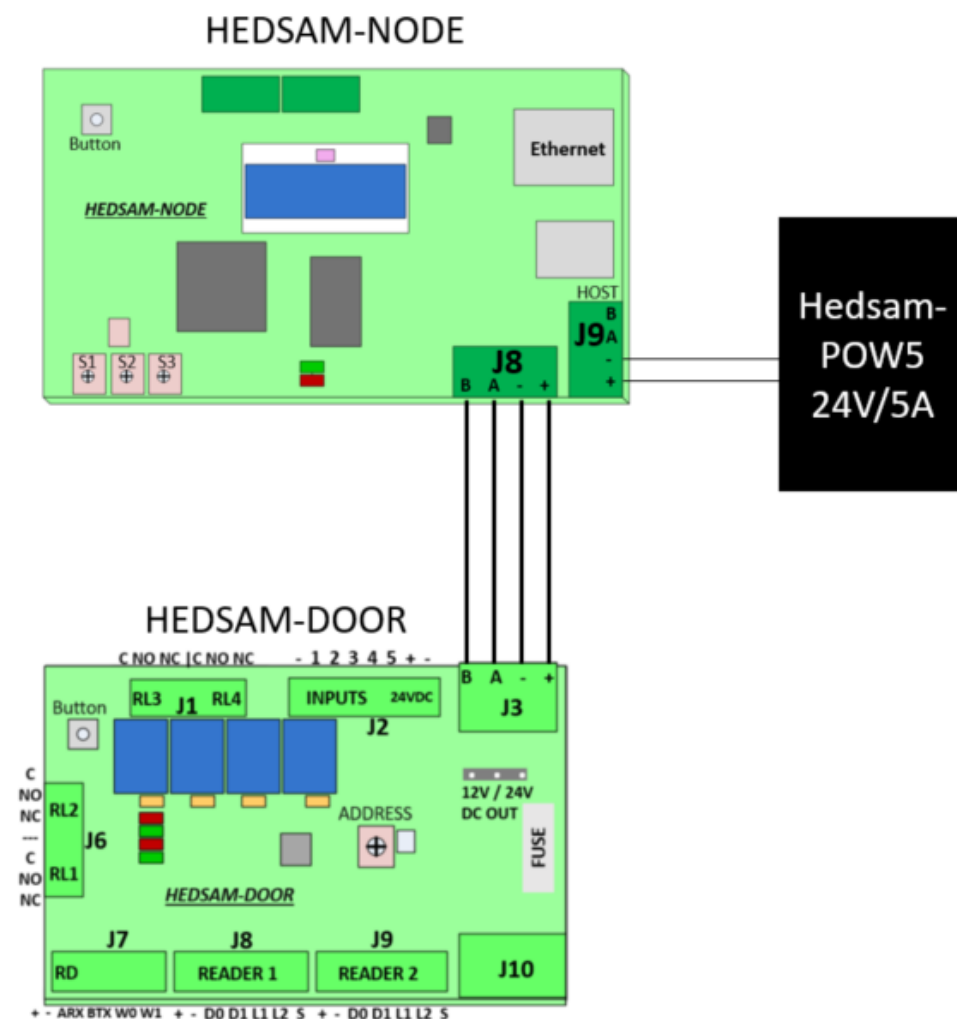 HEDSAM-NODE
Button
Ethernet
HEDSAM-NODE
HOST
B
J9 A
-
+
S1 S2 S3
J8
B A - +
Hedsam-
POW5
24V/5A
HEDSAM-DOOR
C NO NC | C NO NC - 1 2 3 4 5 + -
B A - +
RL3 J1 RL4 INPUTS 24VDC
J3
Button
J2
12V / 24V
DC OUT
C
NO
NC RL2
---
J6
C
NO RL1
NC
ADDRESS
FUSE
HEDSAM-DOOR
J7 J8 J9
RD READER 1 READER 2 J10
+ - ARX BTX W0 W1 + - D0 D1 L1 L2 S + - D0 D1 L1 L2 S